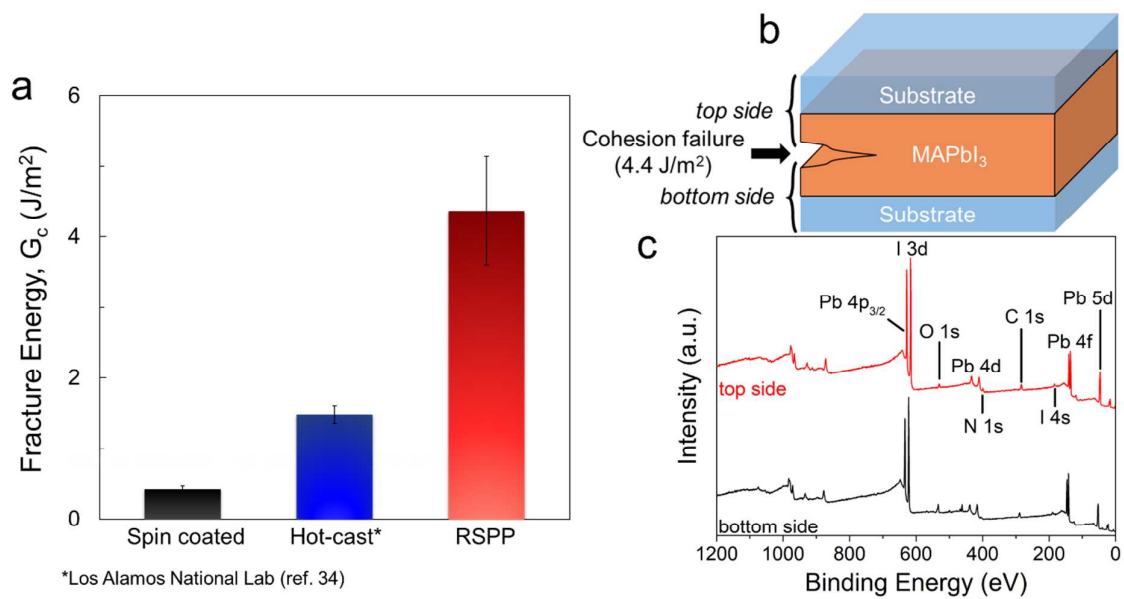 a
6
4
2
0
Fracture Energy, G_c (J/m²)
Spin coated
Hot-cast*
RSPP
*Los Alamos National Lab (ref. 34)
b
Substrate
top side
Cohesion failure
(4.4 J/m²)
MAPbI₃
bottom side
Substrate
c
I 3d
Pb 4p₃/₂
O 1s
Pb 4d
N 1s
C 1s
I 4s
Pb 4f
Pb 5d
top side
bottom side
Intensity (a.u.)
1200 1000 800 600 400 200 0
Binding Energy (eV)